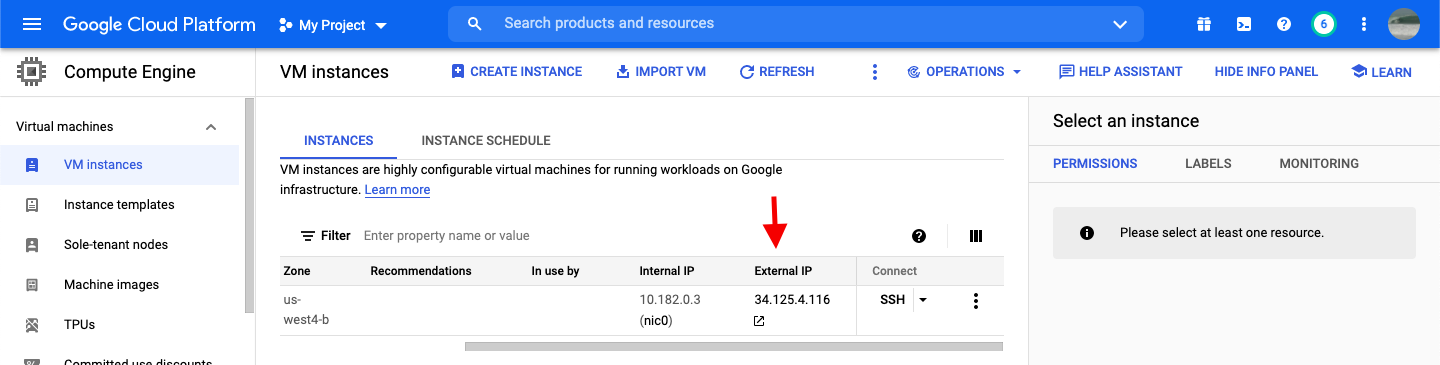 Google Cloud Platform
My Project
Search products and resources
6
Compute Engine
VM instances
CREATE INSTANCE
IMPORT VM
REFRESH
OPERATIONS
HELP ASSISTANT
HIDE INFO PANEL
LEARN
Virtual machines
VM instances
Instance templates
Sole-tenant nodes
Machine images
TPUs
Committed use discounts
INSTANCES
INSTANCE SCHEDULE
VM instances are highly configurable virtual machines for running workloads on Google
infrastructure. Learn more
Filter
Enter property name or value
Zone
Recommendations
In use by
Internal IP
External IP
Connect
us-
west4-b
10.182.0.3
(nic0)
34.125.4.116
SSH
Select an instance
PERMISSIONS
LABELS
MONITORING
Please select at least one resource.